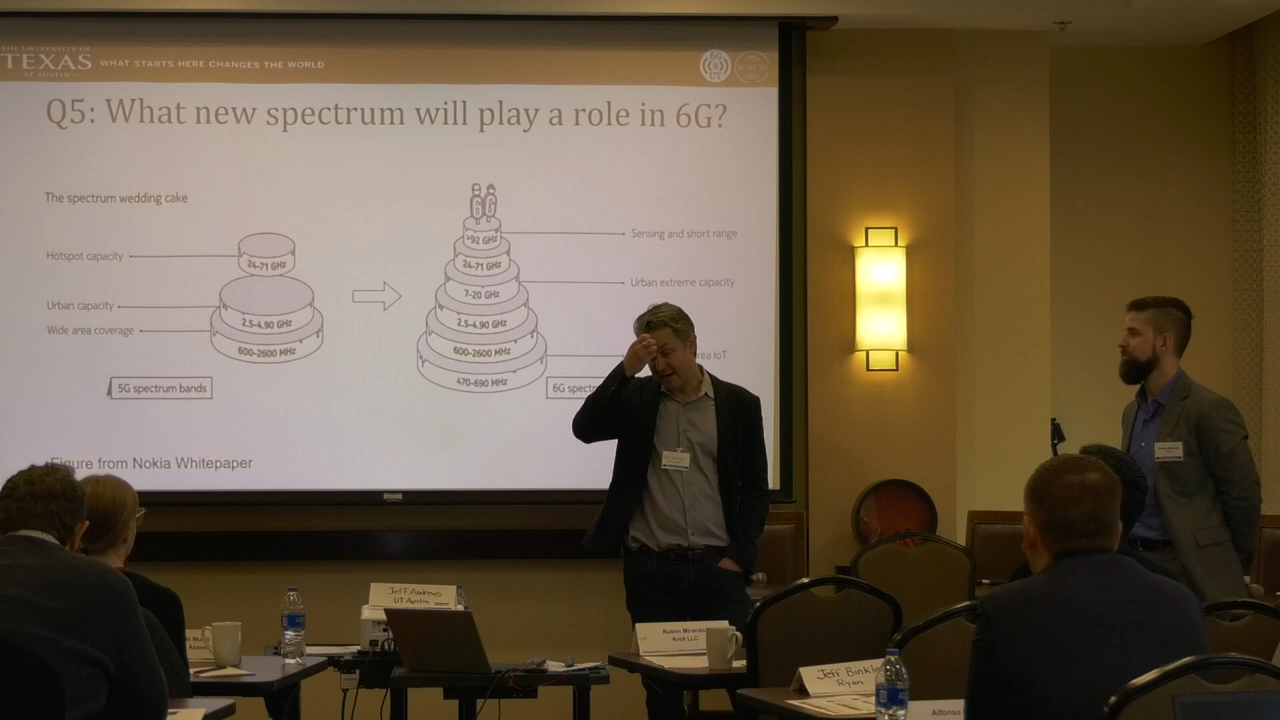 THE UNIVERSITY OF
TEXAS
AT AUSTIN
WHAT STARTS HERE CHANGES THE WORLD
6G
UT
WNCG
Q5: What new spectrum will play a role in 6G?
The spectrum wedding cake
Hotspot capacity
24-71 GHz
Urban capacity
2.5-4.90 GHz
Wide area coverage
600-2600 MHz
5G spectrum bands
6G
>92 GHz
Sensing and short range
24-71 GHz
7-20 GHz
Urban extreme capacity
2.5-4.90 GHz
600-2600 MHz
IoT
470-690 MHz
6G
Figure from Nokia Whitepaper
Jeff Andrews
UT Austin
Ruben Miranda
Kroll LLC
Jeff
Ryan
Alfonso